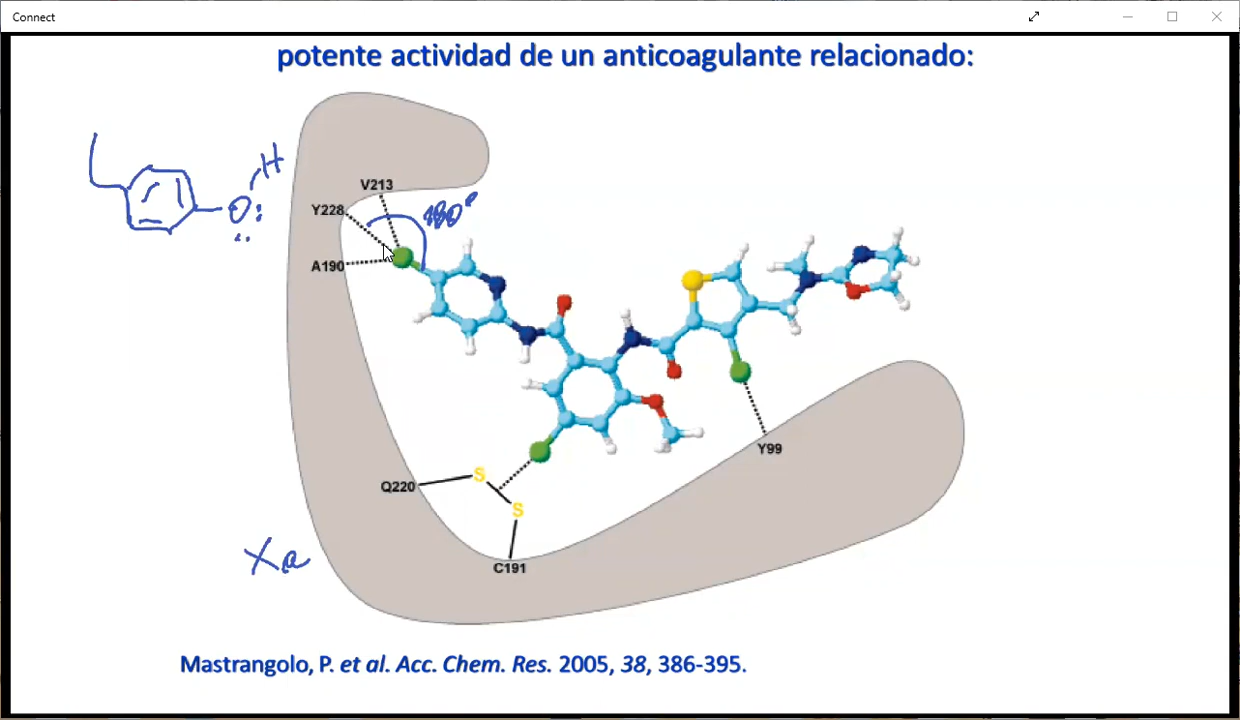 Connect
potente actividad de un anticoagulante relacionado:
H
O
V213
Y228
180°
A190
S
Q220
S
Y99
C191
Xa
Mastrangolo, P. et al. Acc. Chem. Res. 2005, 38, 386-395.